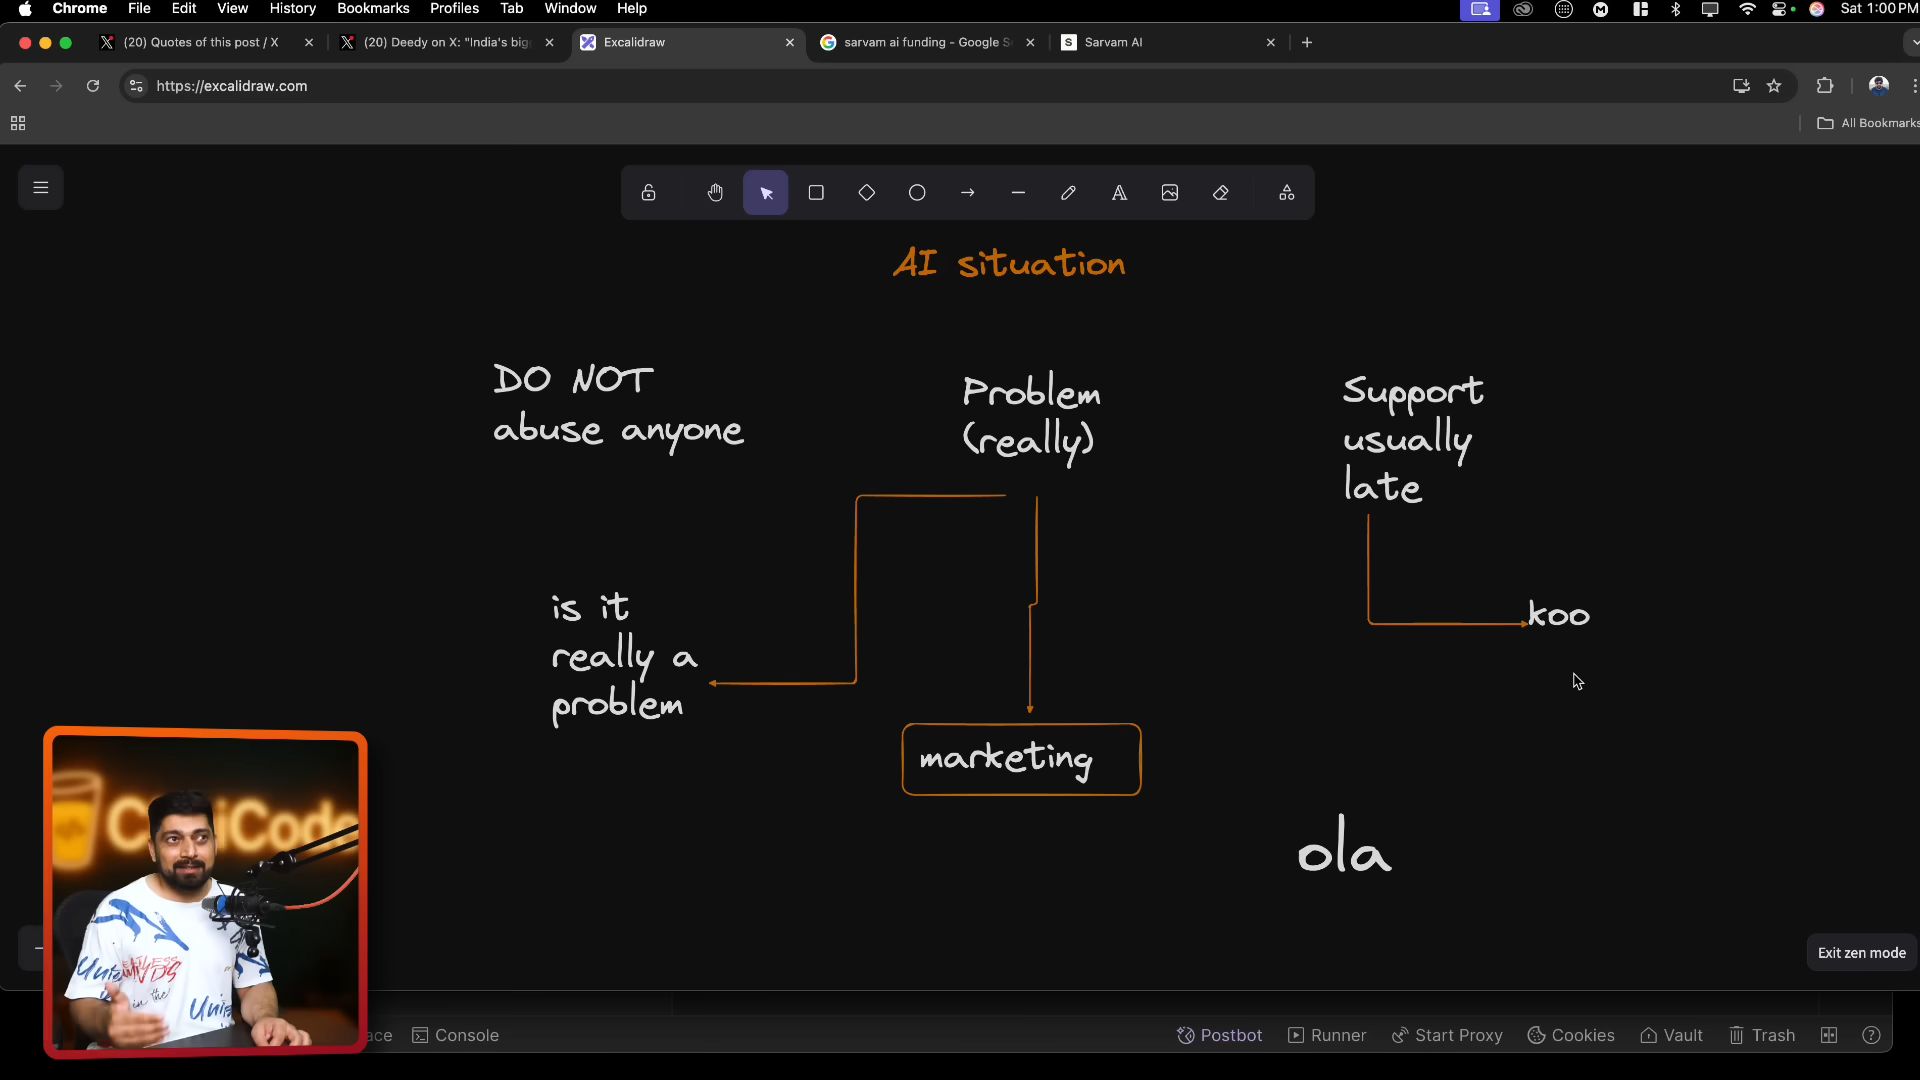 Chrome File Edit View History Bookmarks Profiles Tab Window Help Sat 1:00 PM
(20) Quotes of this post / X
(20) Deedy on X: "India's big
Excalidraw
sarvam ai funding - Google S
S Sarvam AI
https://excalidraw.com
All Bookmarks
AI situation
DO NOT
abuse anyone
Problem
(really)
Support
usually
late
is it
really a
problem
koo
marketing
ola
Exit zen mode
ace Console Postbot Runner Start Proxy Cookies Vault Trash